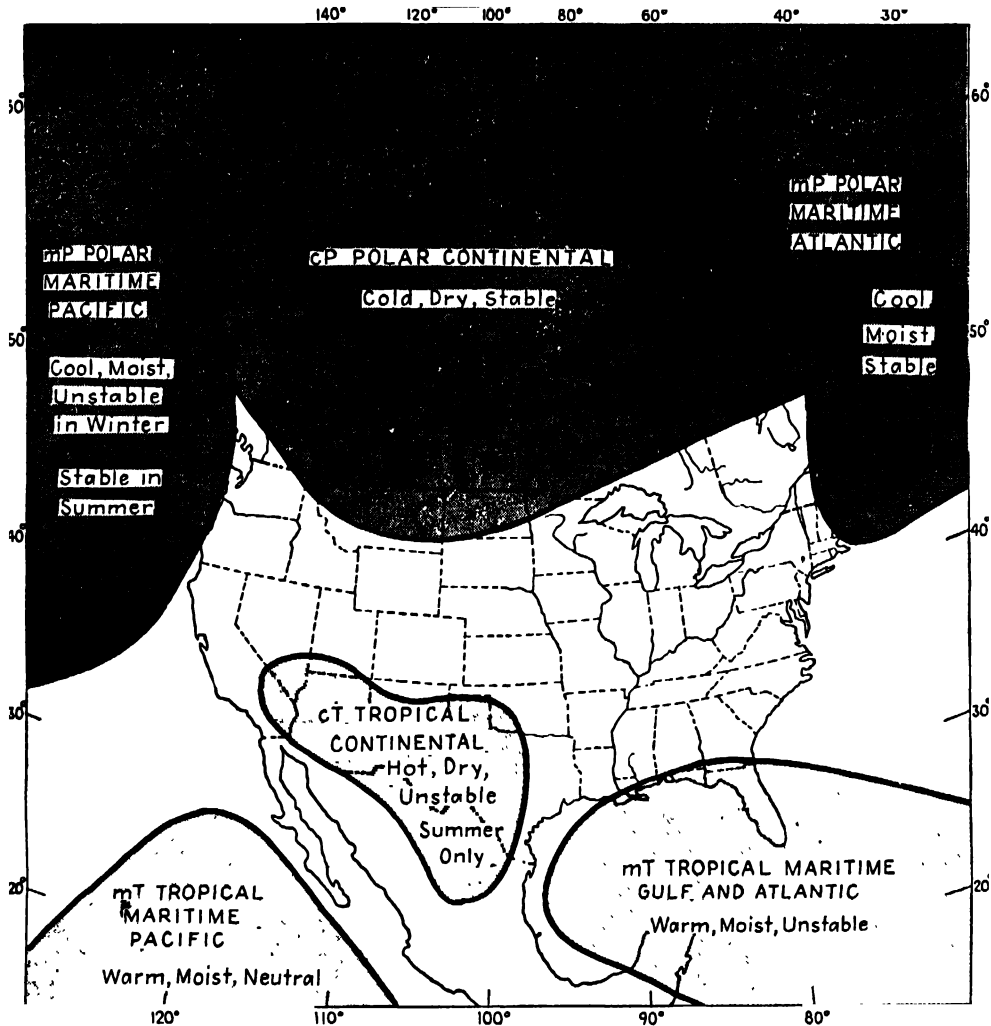 140° 120° 100° 80° 60° 40° 30°
60°
60°
mP POLAR
MARITIME
ATLANTIC
mP POLAR
MARITIME
PACIFIC
cP POLAR CONTINENTAL
Cold, Dry, Stable
Cool
Moist
Stable
50°
50°
Cool, Moist,
Unstable
in Winter
Stable in
Summer
40°
40°
30°
30°
cT TROPICAL
CONTINENTAL
Hot, Dry,
Unstable
Summer
Only
20°
20°
mT TROPICAL
MARITIME
PACIFIC
Warm, Moist, Neutral
mT TROPICAL MARITIME
GULF AND ATLANTIC
Warm, Moist, Unstable
120° 110° 100° 90° 80°